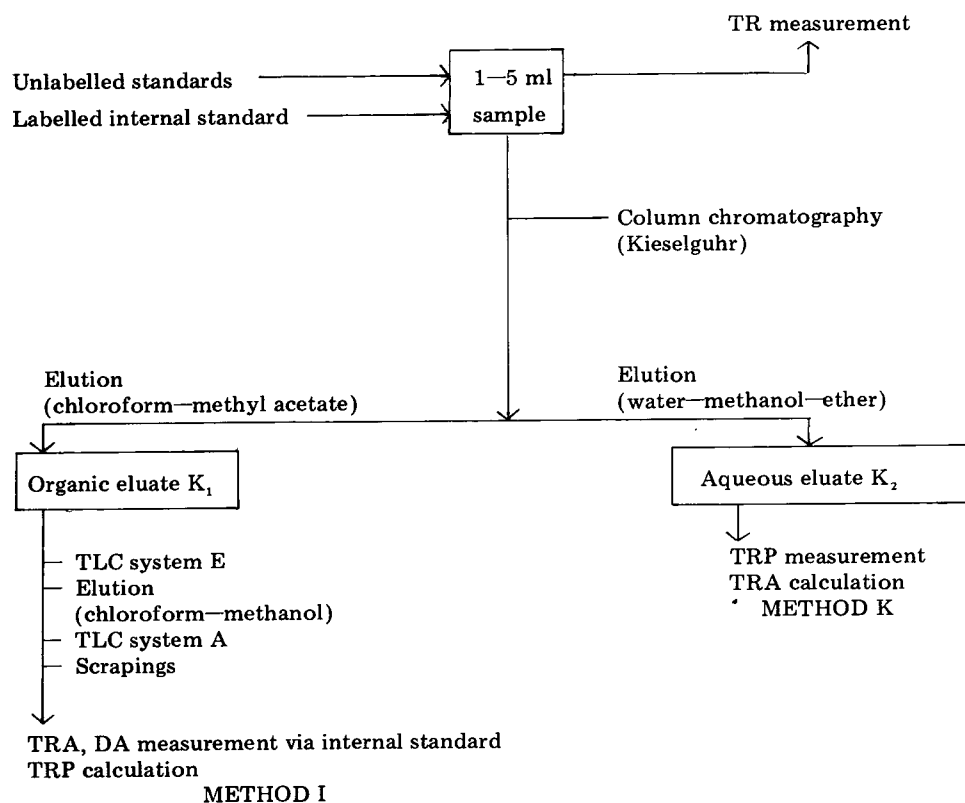 TR measurement
Unlabelled standards
Labelled internal standard
1—5 ml
sample
Column chromatography
(Kieselguhr)
Elution
(chloroform—methyl acetate)
Elution
(water—methanol—ether)
Organic eluate K₁
Aqueous eluate K₂
TLC system E
Elution
(chloroform—methanol)
TLC system A
Scrapings
TRP measurement
TRA calculation
METHOD K
TRA, DA measurement via internal standard
TRP calculation
METHOD I